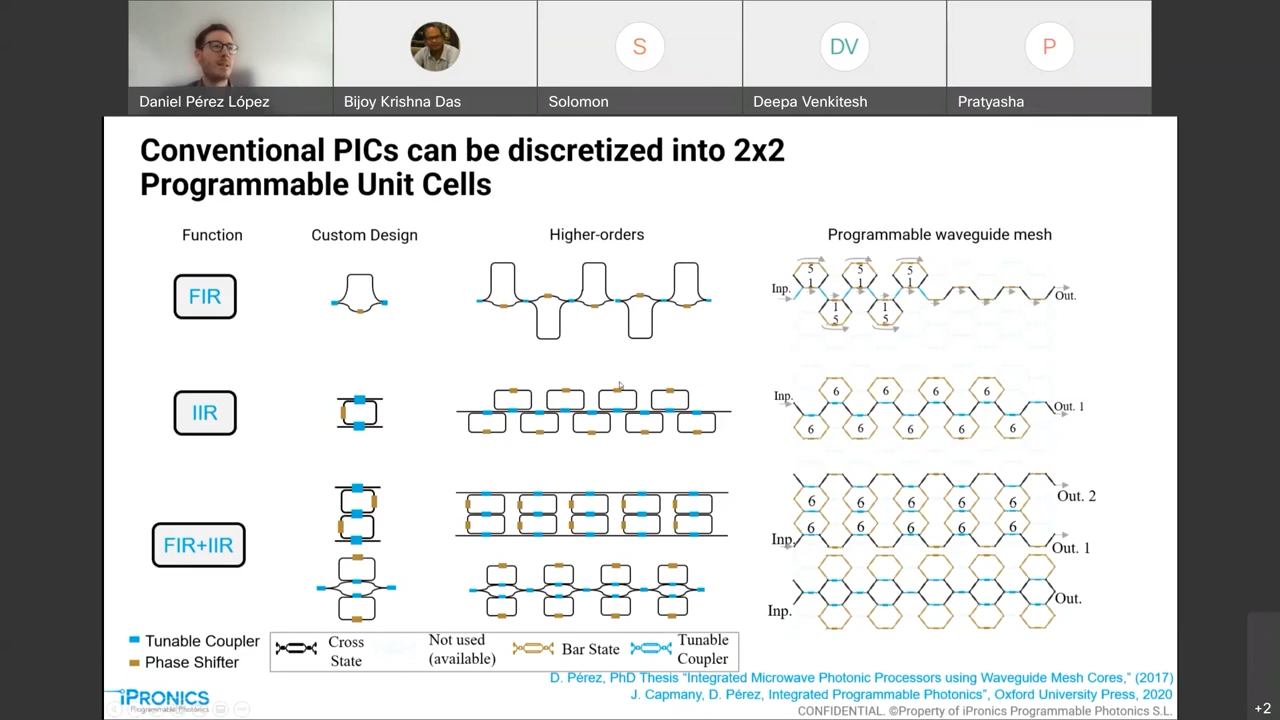 S
DV
P
Daniel Pérez López
Bijoy Krishna Das
Solomon
Deepa Venkitesh
Pratyasha
Conventional PICs can be discretized into 2x2
Programmable Unit Cells
Function
Custom Design
Higher-orders
Programmable waveguide mesh
FIR
5 5 5
1 1 1
Inp.
Out.
1 1
5 5
IIR
6 6 6 6
Inp.
Out. 1
6 6 6 6 6
FIR+IIR
Out. 2
6 6 6 6 6
6 6 6 6 6
Inp.
Out. 1
Out.
Inp.
Tunable Coupler
Phase Shifter
Cross
State
Not used
(available)
Bar State
Tunable
Coupler
D. Pérez, PhD Thesis “Integrated Microwave Photonic Processors using Waveguide Mesh Cores,” (2017)
J. Capmany, D. Pérez, Integrated Programmable Photonics”, Oxford University Press, 2020
iPRONICS
Programmable Photonics
CONFIDENTIAL. ©Property of iPronics Programmable Photonics S.L.
+2